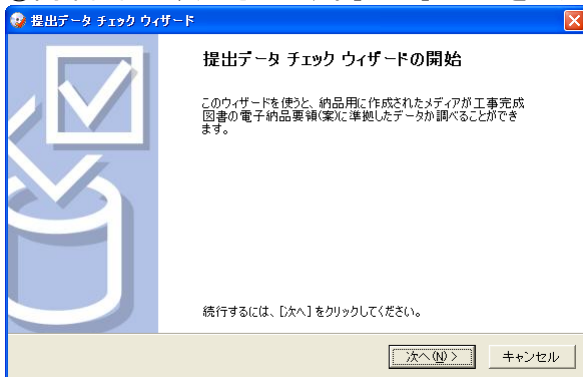 提出データ チェック ウィザード
提出データ チェック ウィザードの開始
このウィザードを使うと、納品用に作成されたメディアが工事完成
図書の電子納品要領(案)に準拠したデータか調べることができ
ます。
続行するには、[次へ] をクリックしてください。
次へ(N) >
キャンセル